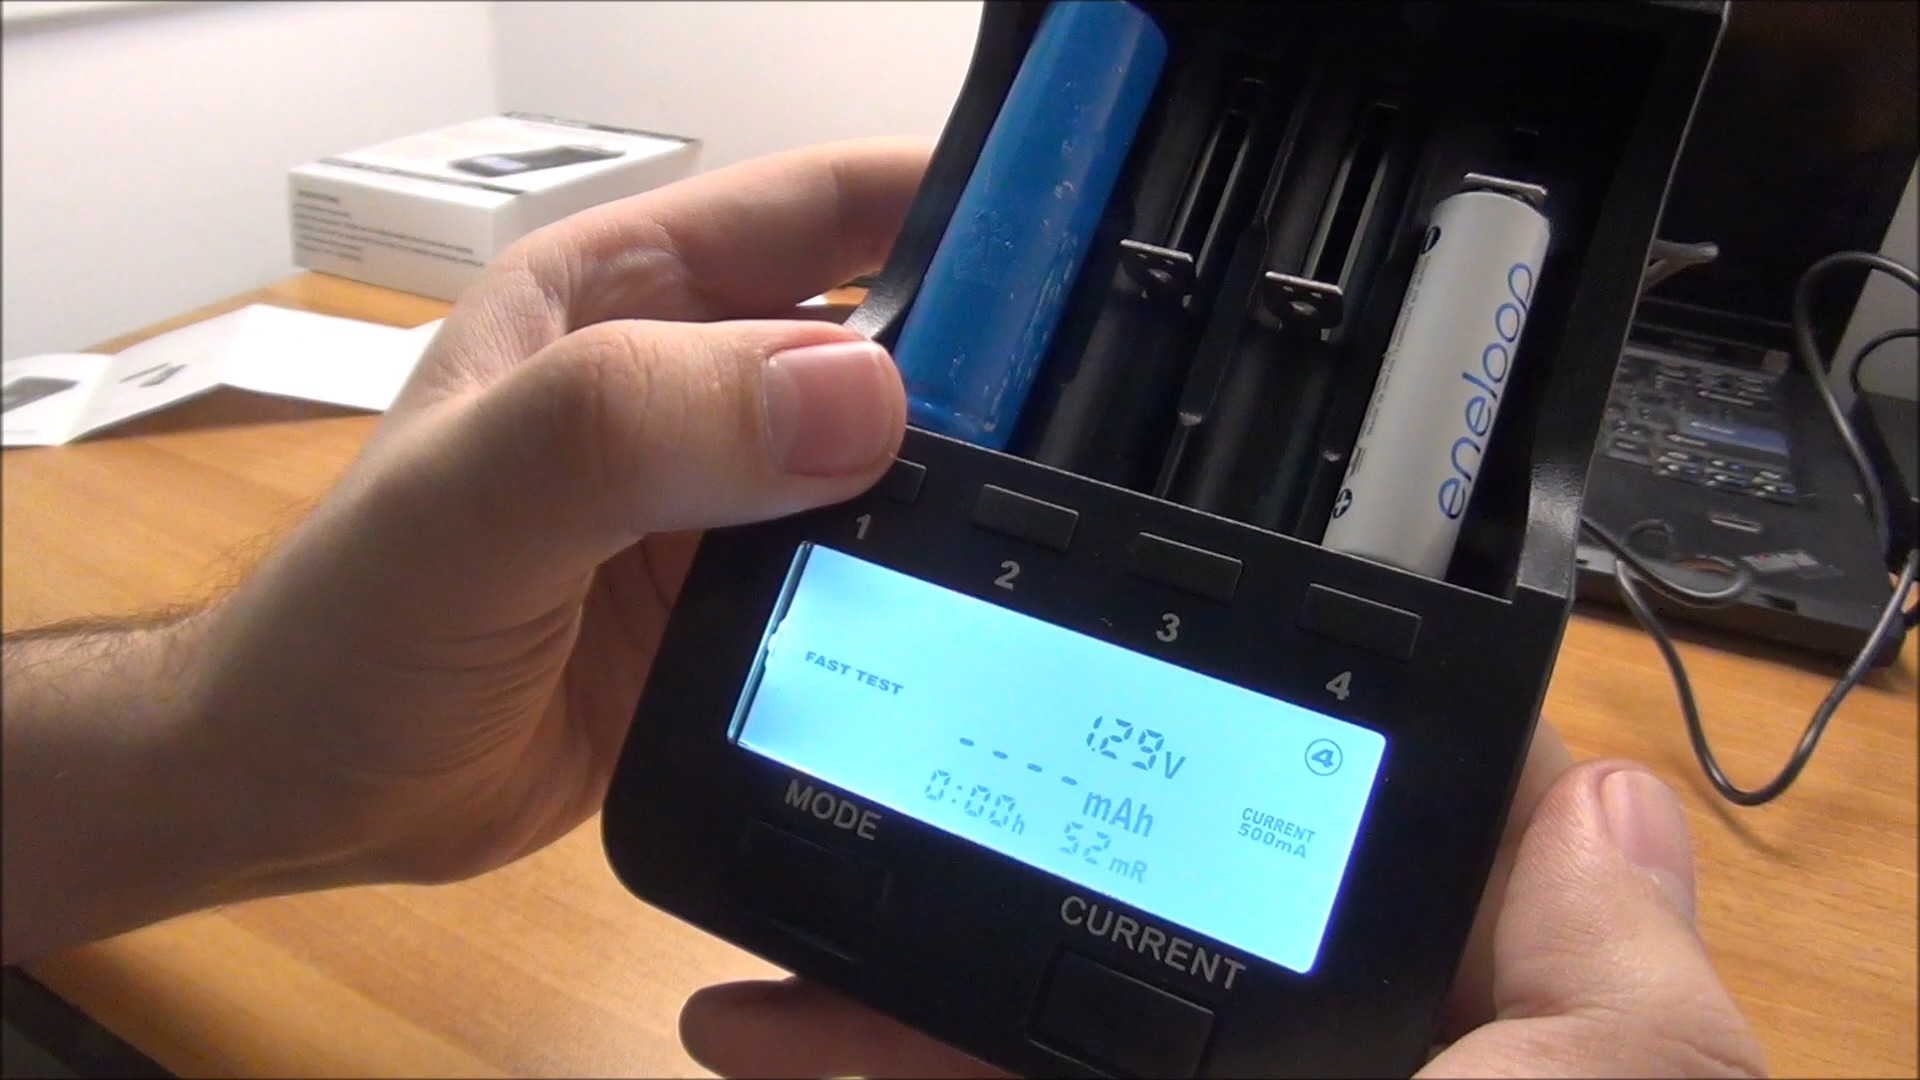 eneloop
1
2
3
4
FAST TEST
1.29V
④
- - - - mAh
0:00h
52mR
CURRENT
500mA
MODE
CURRENT